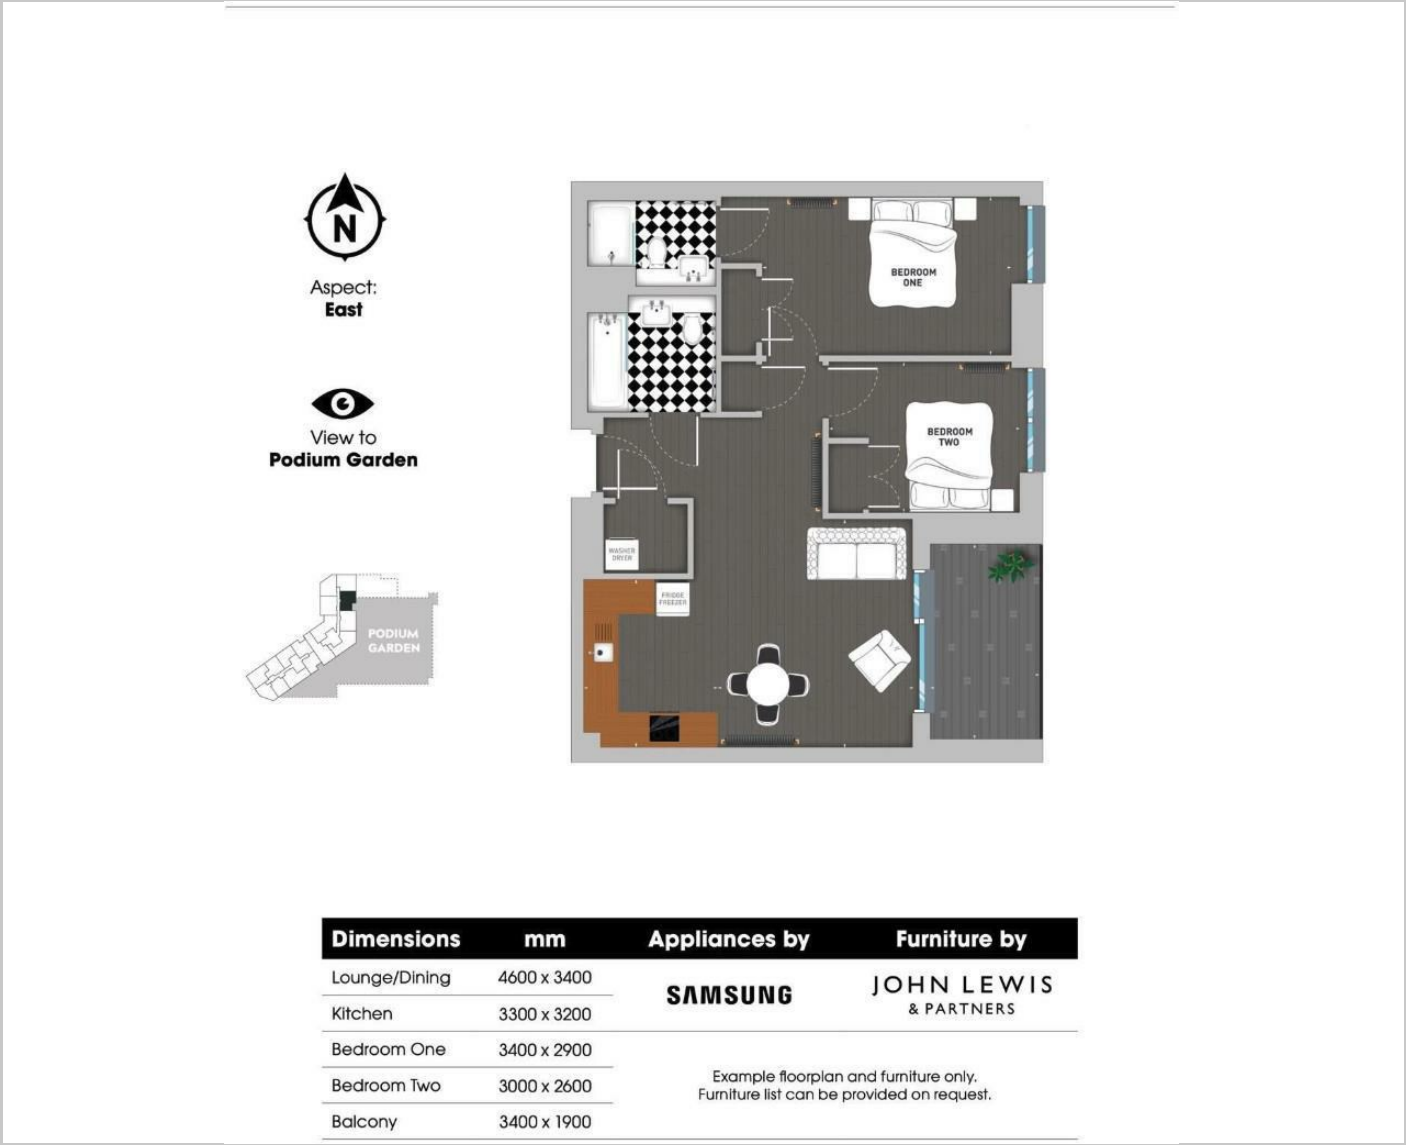 N
Aspect:
East
View to
Podium Garden
PODIUM
GARDEN
BEDROOM
ONE
BEDROOM
TWO
WASHER
DRYER
FRIDGE
FREEZER
Dimensions mm Appliances by Furniture by
Lounge/Dining 4600 x 3400
Kitchen 3300 x 3200
Bedroom One 3400 x 2900
Bedroom Two 3000 x 2600
Balcony 3400 x 1900
SAMSUNG
JOHN LEWIS
& PARTNERS
Example floorplan and furniture only.
Furniture list can be provided on request.